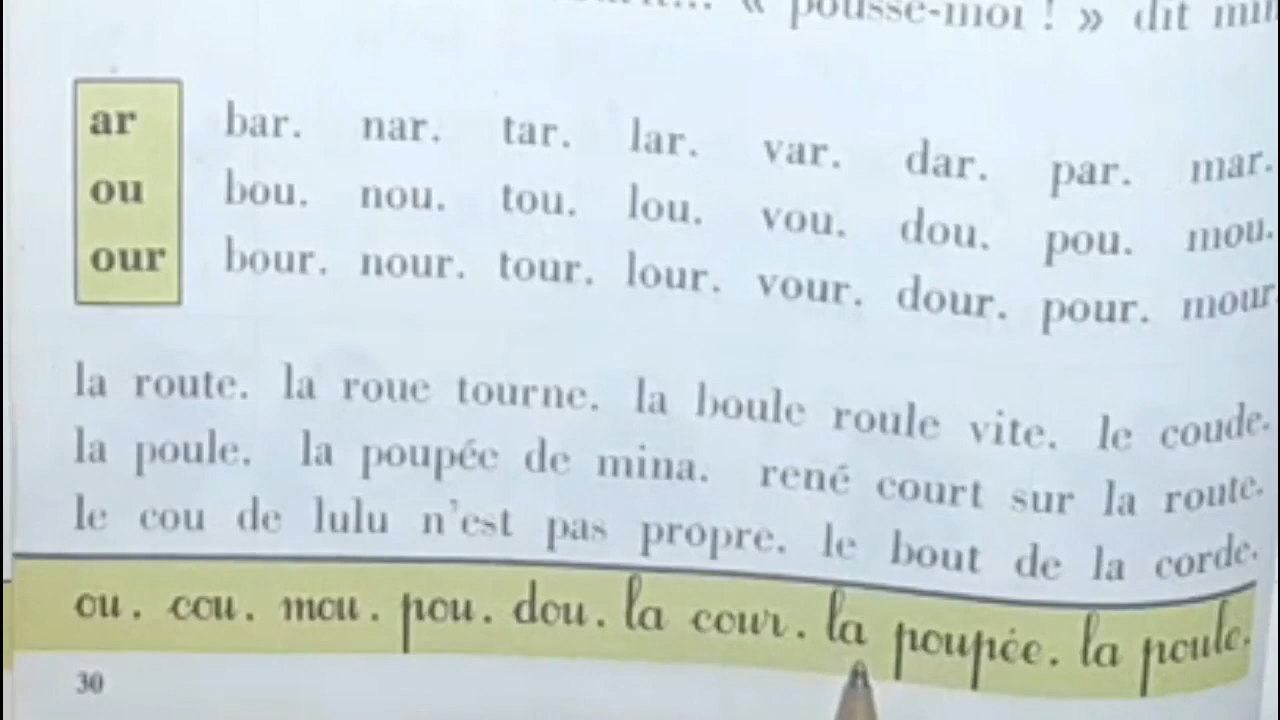 « pousse-moi ! » dit
ar bar. nar. tar. lar. var. dar. par. mar.
ou bou. nou. tou. lou. vou. dou. pou. mou.
our bour. nour. tour. lour. vour. dour. pour. mour
la route. la roue tourne. la boule roule vite. le coude.
la poule. la poupée de mina. rené court sur la route.
le cou de lulu n'est pas propre. le bout de la corde.
ou. cou. mou. pou. dou. la cour. la poupée. la poule.
30